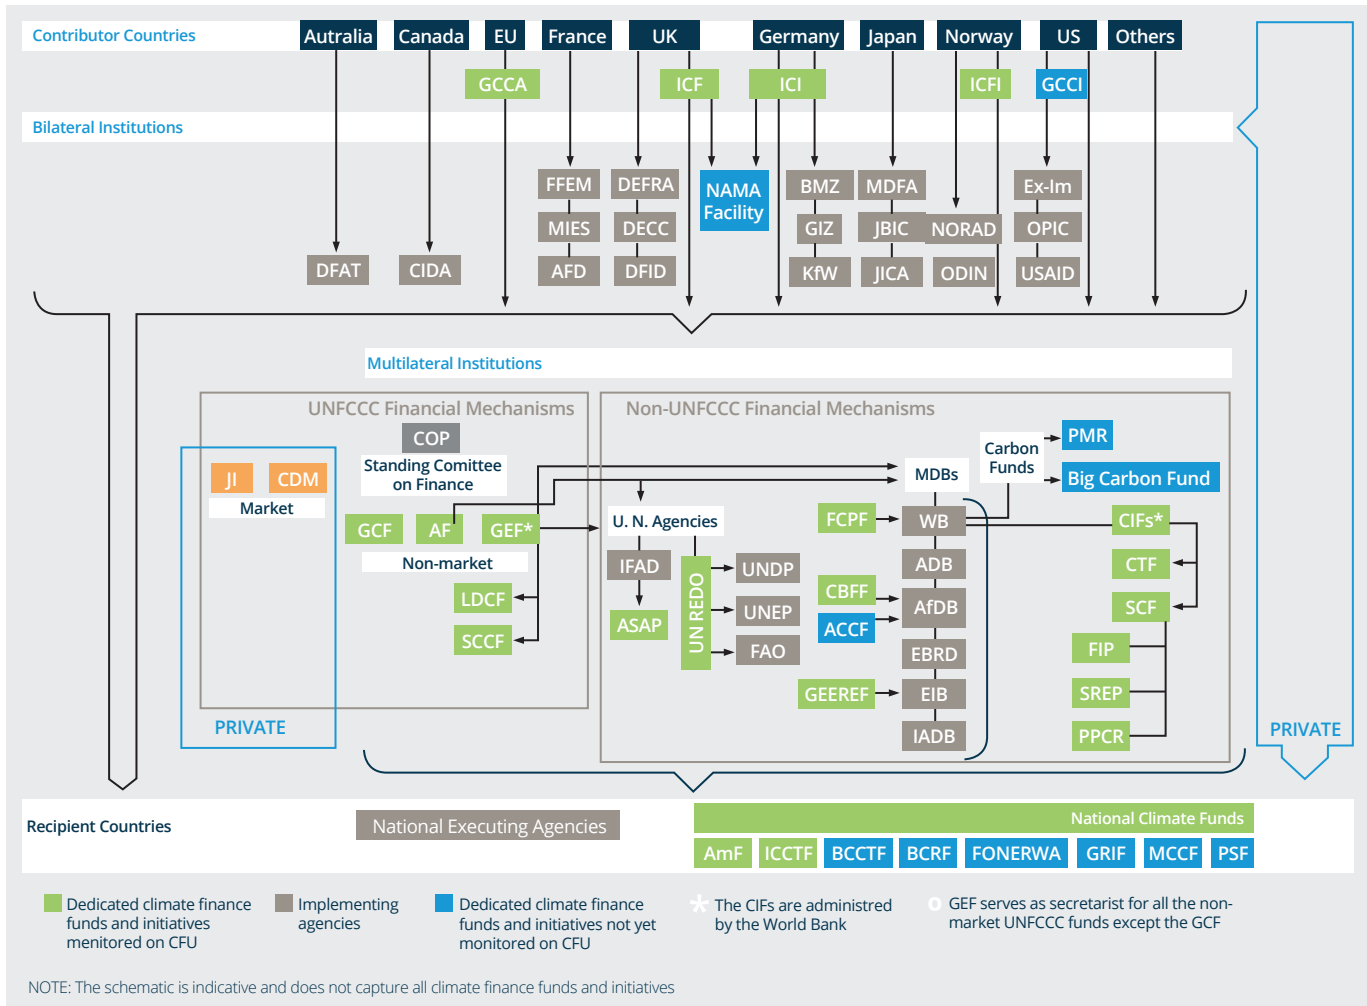 Contributor Countries
Autralia
Canada
EU
France
UK
Germany
Japan
Norway
US
Others
GCCA
ICF
ICI
ICFI
GCCI
Bilateral Institutions
FFEM
DEFRA
NAMA
Facility
BMZ
MDFA
Ex-Im
MIES
DECC
GIZ
JBIC
NORAD
OPIC
DFAT
CIDA
AFD
DFID
KfW
JICA
ODIN
USAID
Multilateral Institutions
UNFCCC Financial Mechanisms
COP
Standing Comittee
on Finance
JI
CDM
Market
GCF
AF
GEF*
Non-market
LDCF
SCCF
PRIVATE
Non-UNFCCC Financial Mechanisms
Carbon
Funds
PMR
Big Carbon Fund
MDBs
U. N. Agencies
FCPF
WB
CIFs*
IFAD
UN REDO
UNDP
ADB
CTF
CBFF
AfDB
SCF
ASAP
UNEP
ACCF
FAO
EBRD
FIP
GEEREF
EIB
SREP
IADB
PPCR
PRIVATE
Recipient Countries
National Executing Agencies
National Climate Funds
AmF
ICCTF
BCCTF
BCRF
FONERWA
GRIF
MCCF
PSF
Dedicated climate finance
funds and initiatives
menitored on CFU
Implementing
agencies
Dedicated climate finance
funds and initiatives not yet
monitored on CFU
* The CIFs are administred
by the World Bank
o GEF serves as secretarist for all the non-
market UNFCCC funds except the GCF
NOTE: The schematic is indicative and does not capture all climate finance funds and initiatives